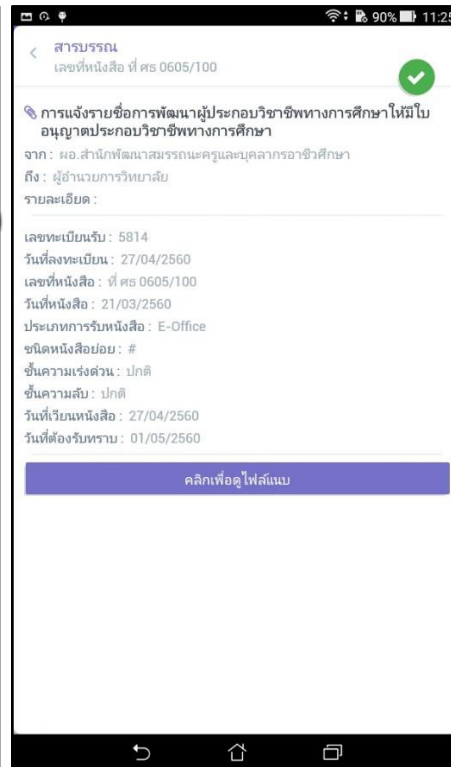 90% 11:25
สารบรรณ
เลขที่หนังสือ ที่ ศธ 0605/100
การแจ้งรายชื่อการพัฒนาผู้ประกอบวิชาชีพทางการศึกษาให้มีใบ
อนุญาตประกอบวิชาชีพทางการศึกษา
จาก : ผอ.สำนักพัฒนาสมรรถนะครูและบุคลากรอาชีวศึกษา
ถึง : ผู้อำนวยการวิทยาลัย
รายละเอียด :
เลขทะเบียนรับ : 5814
วันที่ลงทะเบียน : 27/04/2560
เลขที่หนังสือ : ที่ ศธ 0605/100
วันที่หนังสือ : 21/03/2560
ประเภทการรับหนังสือ : E-Office
ชนิดหนังสือย่อย : #
ชั้นความเร่งด่วน : ปกติ
ชั้นความลับ : ปกติ
วันที่เวียนหนังสือ : 27/04/2560
วันที่ต้องรับทราบ : 01/05/2560
คลิกเพื่อดูไฟล์แนบ